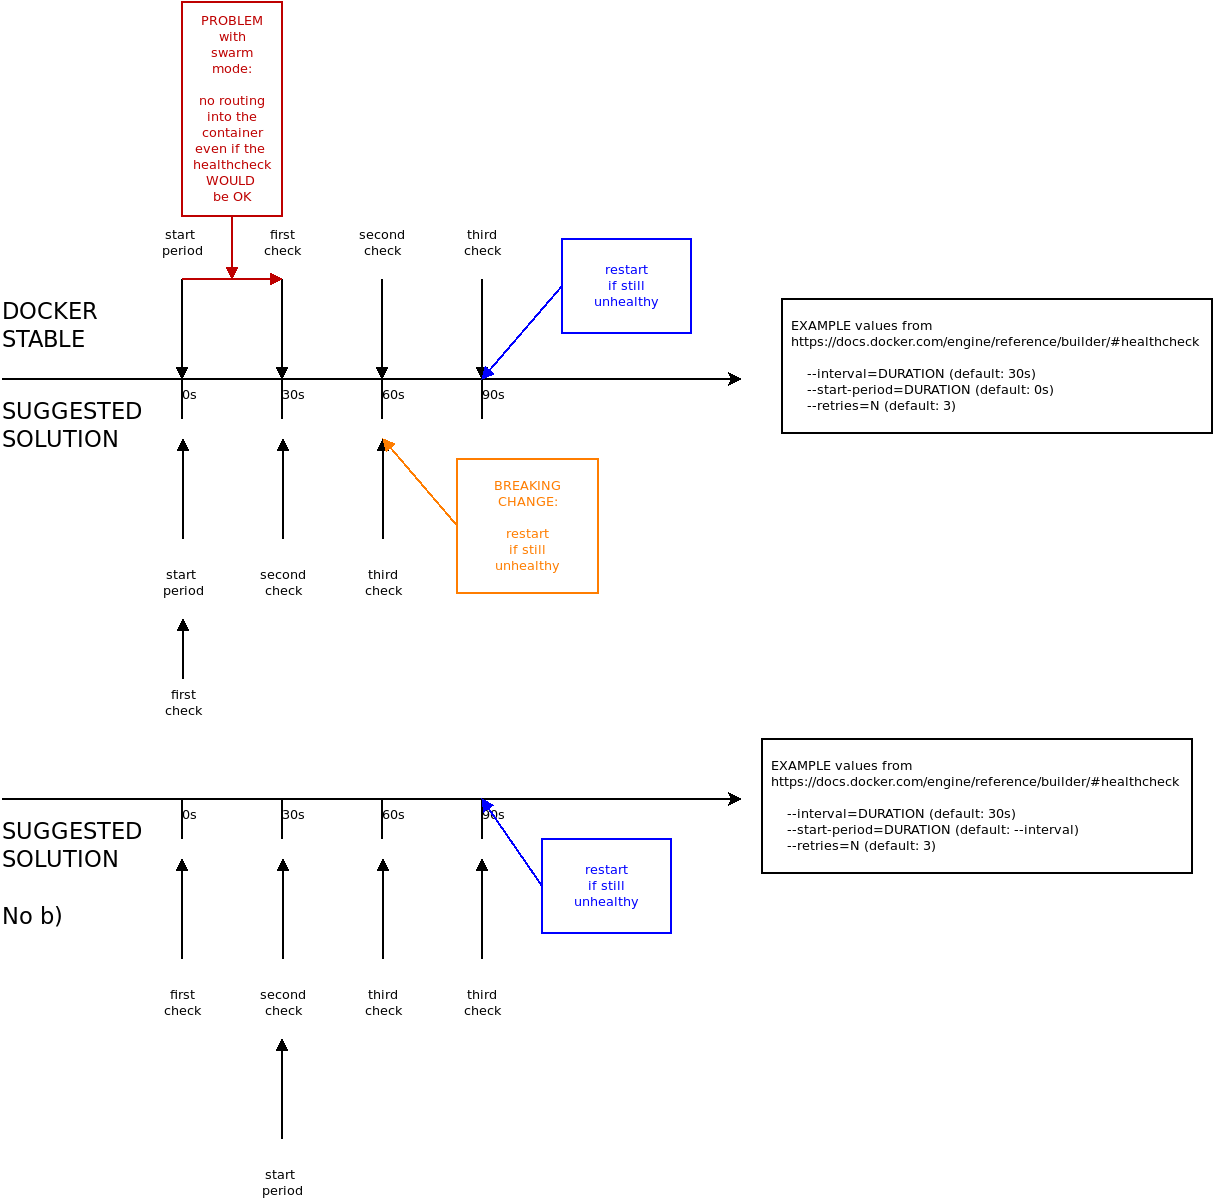 PROBLEM
with
swarm
mode:
no routing
into the
container
even if the
healthcheck
WOULD
be OK
start
period
first
check
second
check
third
check
restart
if still
unhealthy
DOCKER
STABLE
EXAMPLE values from
https://docs.docker.com/engine/reference/builder/#healthcheck
--interval=DURATION (default: 30s)
--start-period=DURATION (default: 0s)
--retries=N (default: 3)
0s
30s
60s
90s
SUGGESTED
SOLUTION
BREAKING
CHANGE:
restart
if still
unhealthy
start
period
second
check
third
check
first
check
EXAMPLE values from
https://docs.docker.com/engine/reference/builder/#healthcheck
--interval=DURATION (default: 30s)
--start-period=DURATION (default: --interval)
--retries=N (default: 3)
0s
30s
60s
90s
SUGGESTED
SOLUTION
No b)
restart
if still
unhealthy
first
check
second
check
third
check
third
check
start
period